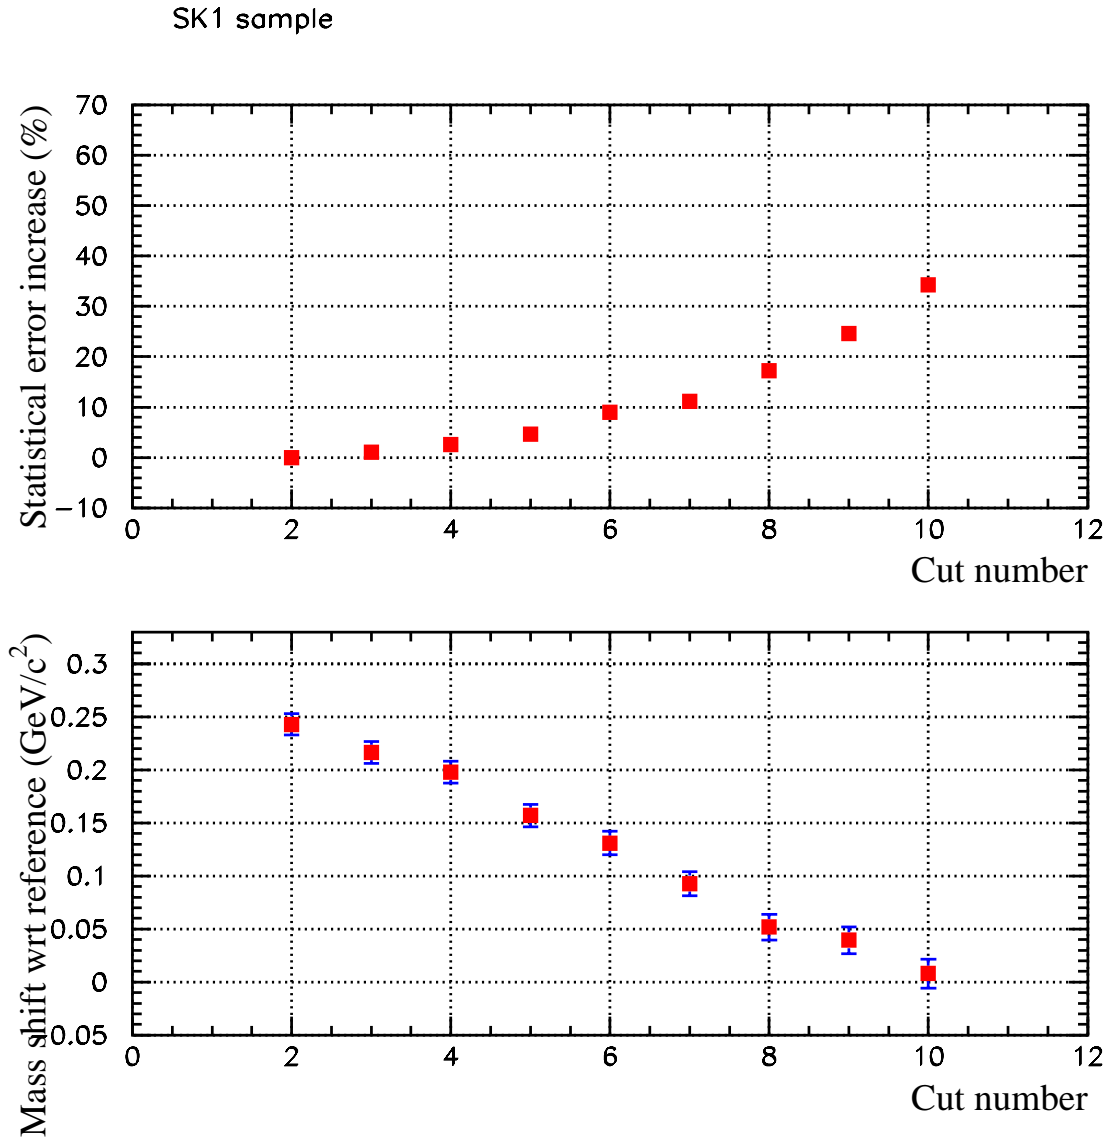 SK1 sample
Statistical error increase (%)
70
60
50
40
30
20
10
0
−10
0 2 4 6 8 10 12
Cut number
Mass shift wrt reference (GeV/c²)
0.3
0.25
0.2
0.15
0.1
0.05
0
0.05
0 2 4 6 8 10 12
Cut number